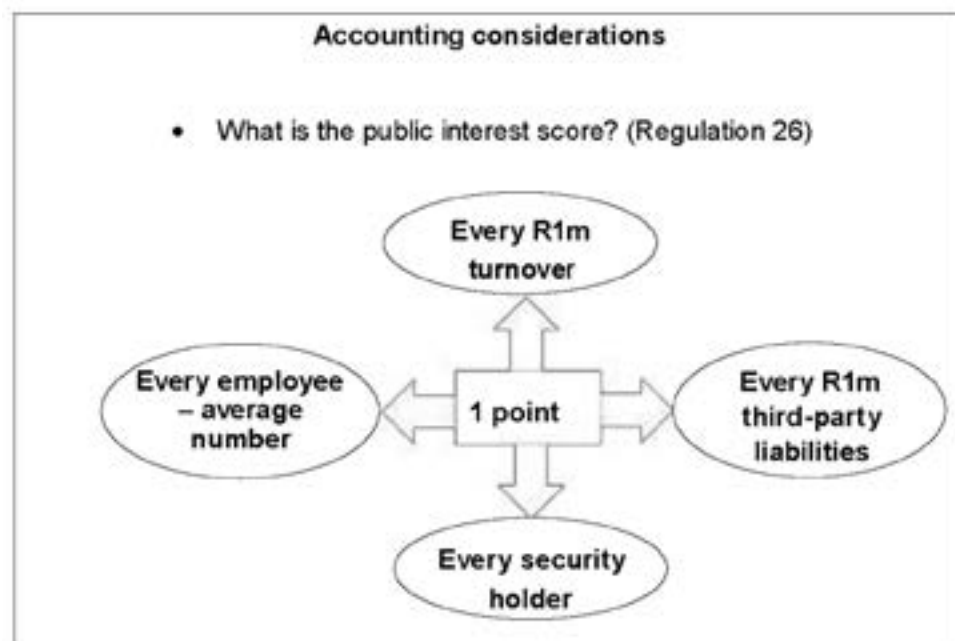 Accounting considerations
• What is the public interest score? (Regulation 26)
Every R1m
turnover
Every employee
– average
number
1 point
Every R1m
third-party
liabilities
Every security
holder